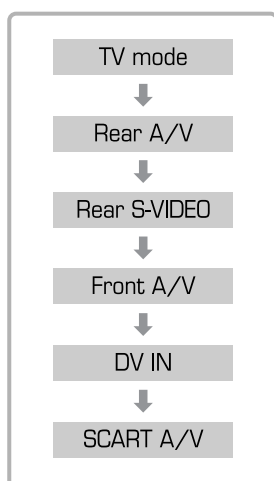 TV mode
Rear A/V
Rear S-VIDEO
Front A/V
DV IN
SCART A/V